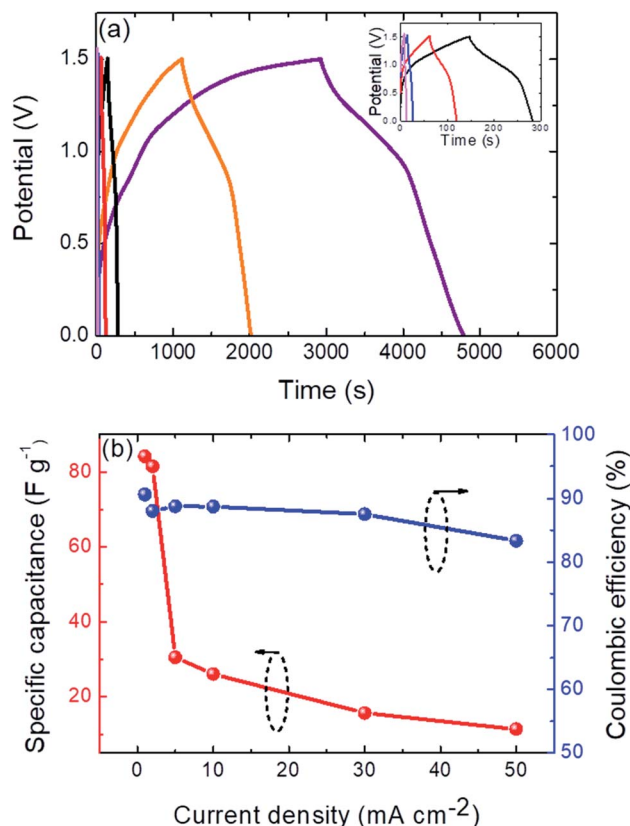 (a)
1.5
1.0
0.5
0.0
Potential (V)
0 1000 2000 3000 4000 5000 6000
Time (s)
1.5
1.0
0.5
0.0
Potential (V)
0 100 200 300
Time (s)
(b)
80
60
40
20
Specific capacitance (F g-1)
100
90
80
70
60
50
Coulombic efficiency (%)
0 10 20 30 40 50
Current density (mA cm-2)